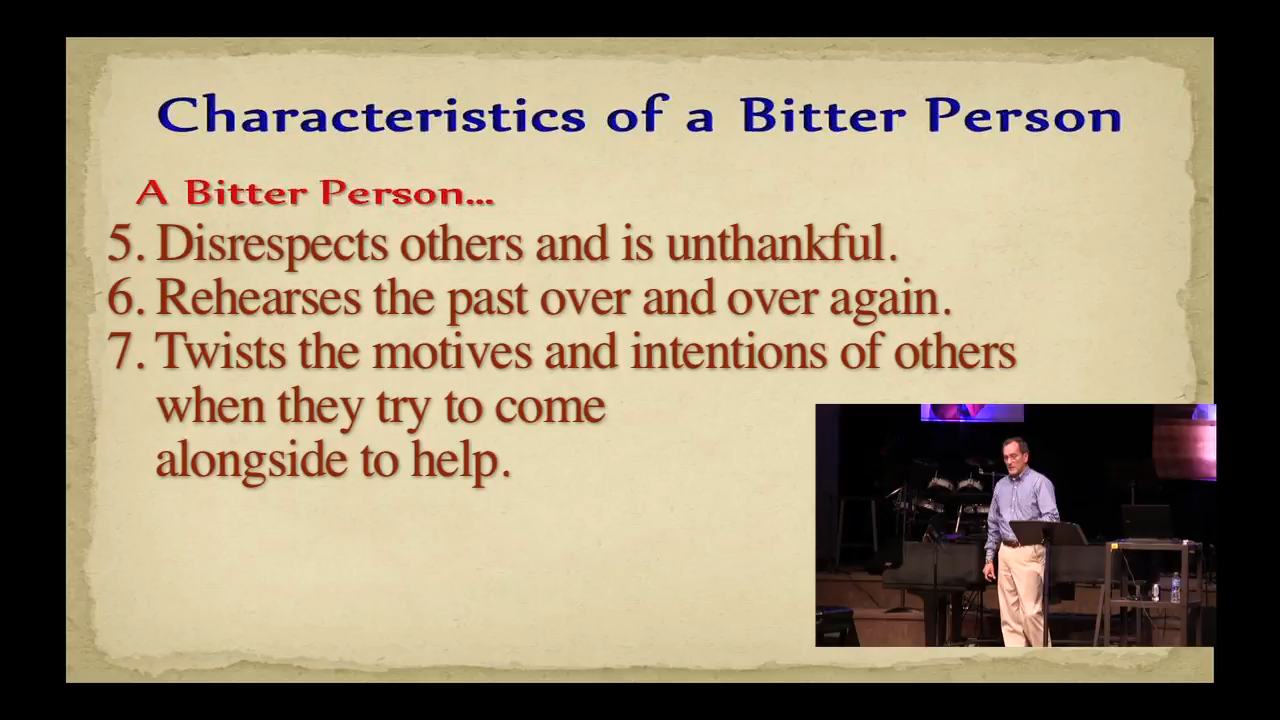 Characteristics of a Bitter Person
A Bitter Person...
5. Disrespects others and is unthankful.
6. Rehearses the past over and over again.
7. Twists the motives and intentions of others
when they try to come
alongside to help.